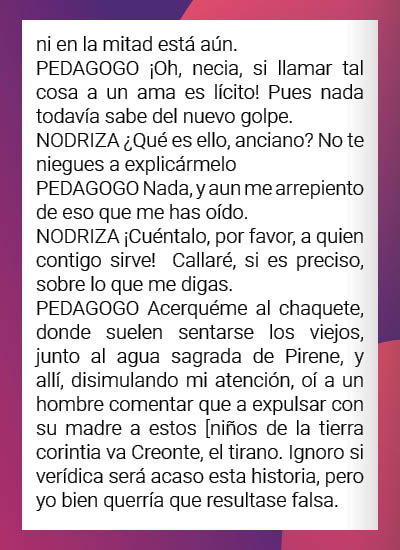 ni en la mitad está aún.
PEDAGOGO ¡Oh, necia, si llamar tal
cosa a un ama es lícito! Pues nada
todavía sabe del nuevo golpe.
NODRIZA ¿Qué es ello, anciano? No te
niegues a explicármelo
PEDAGOGO Nada, y aun me arrepiento
de eso que me has oído.
NODRIZA ¡Cuéntalo, por favor, a quien
contigo sirve! Callaré, si es preciso,
sobre lo que me digas.
PEDAGOGO Acerquéme al chaquete,
donde suelen sentarse los viejos,
junto al agua sagrada de Pirene, y
allí, disimulando mi atención, oí a un
hombre comentar que a expulsar con
su madre a estos [niños de la tierra
corintia va Creonte, el tirano. Ignoro si
verídica será acaso esta historia, pero
yo bien querría que resultase falsa.